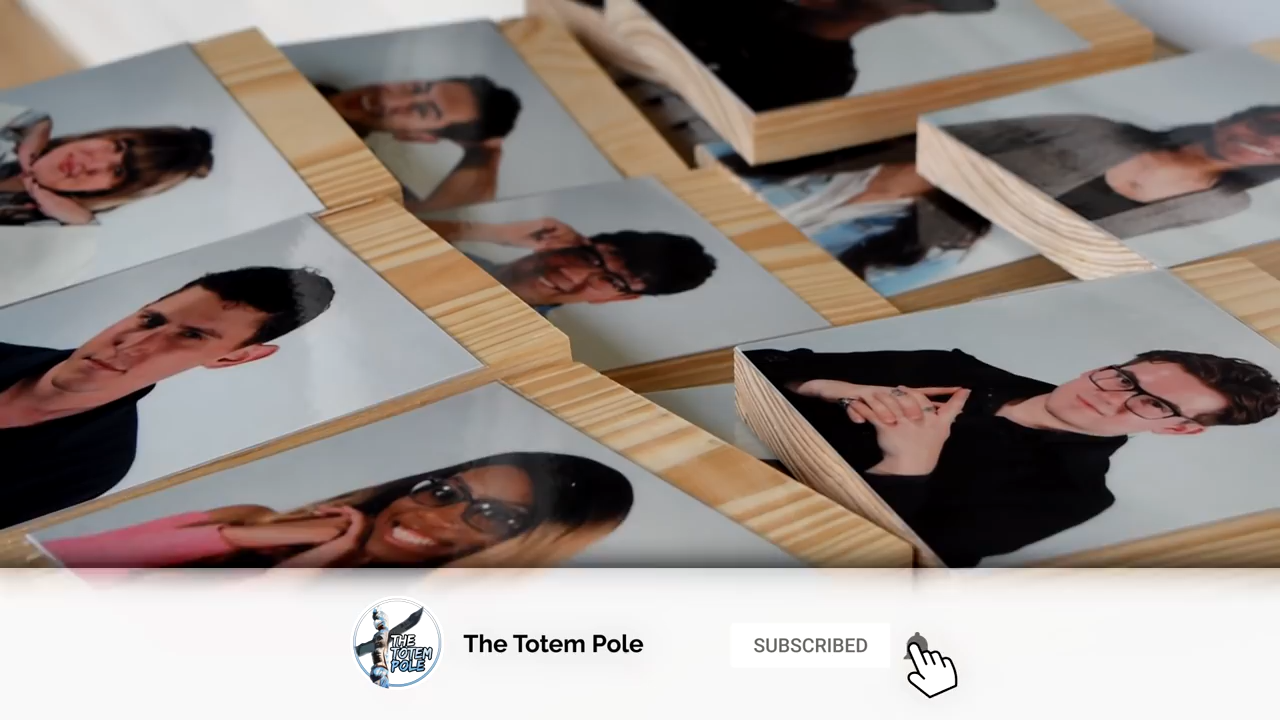 THE
TOTEM
POLE
The Totem Pole
SUBSCRIBED